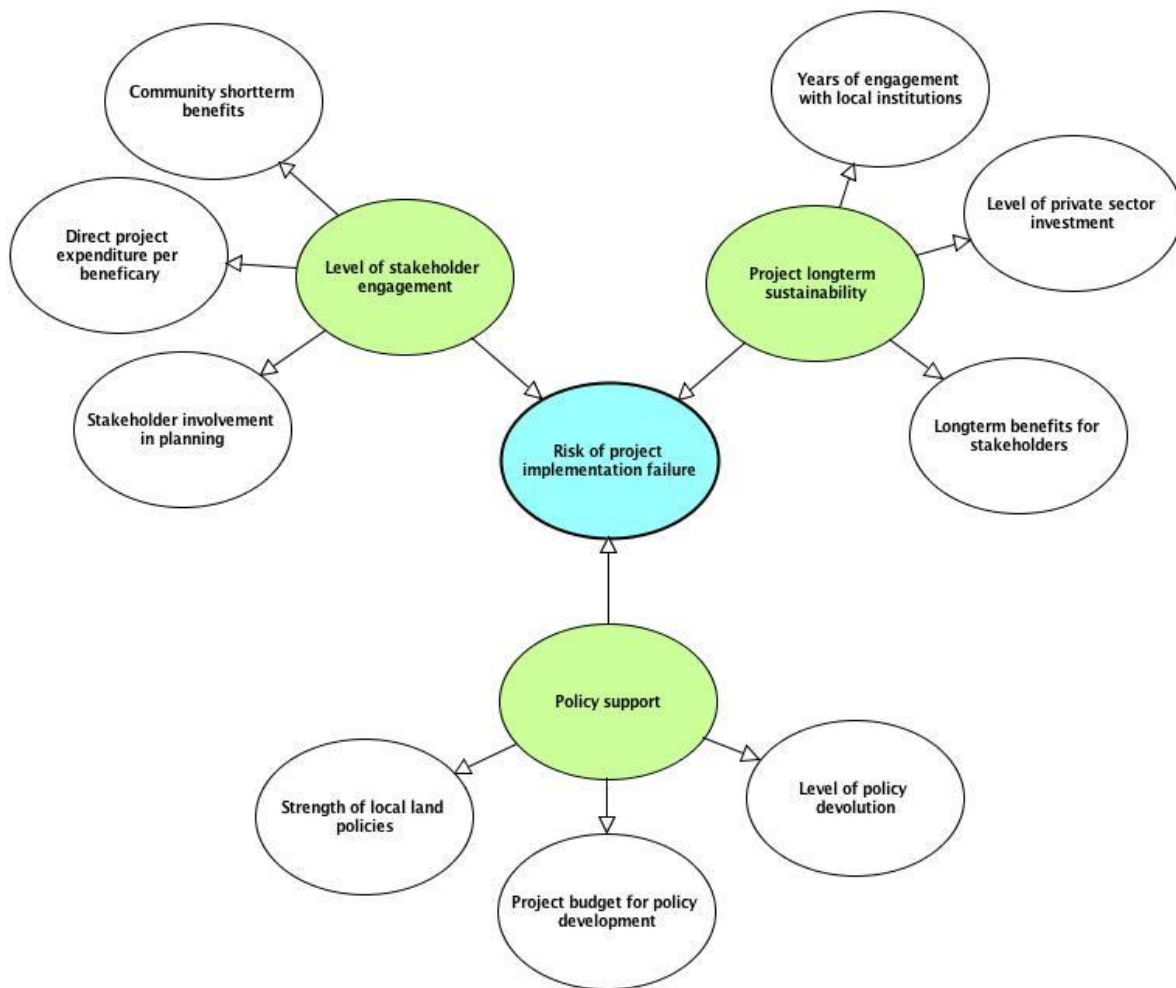 Community shortterm
benefits
Years of engagement
with local institutions
Direct project
expenditure per
beneficary
Level of stakeholder
engagement
Level of private sector
investment
Project longterm
sustainability
Stakeholder involvement
in planning
Risk of project
implementation failure
Longterm benefits for
stakeholders
Policy support
Strength of local land
policies
Level of policy
devolution
Project budget for policy
development